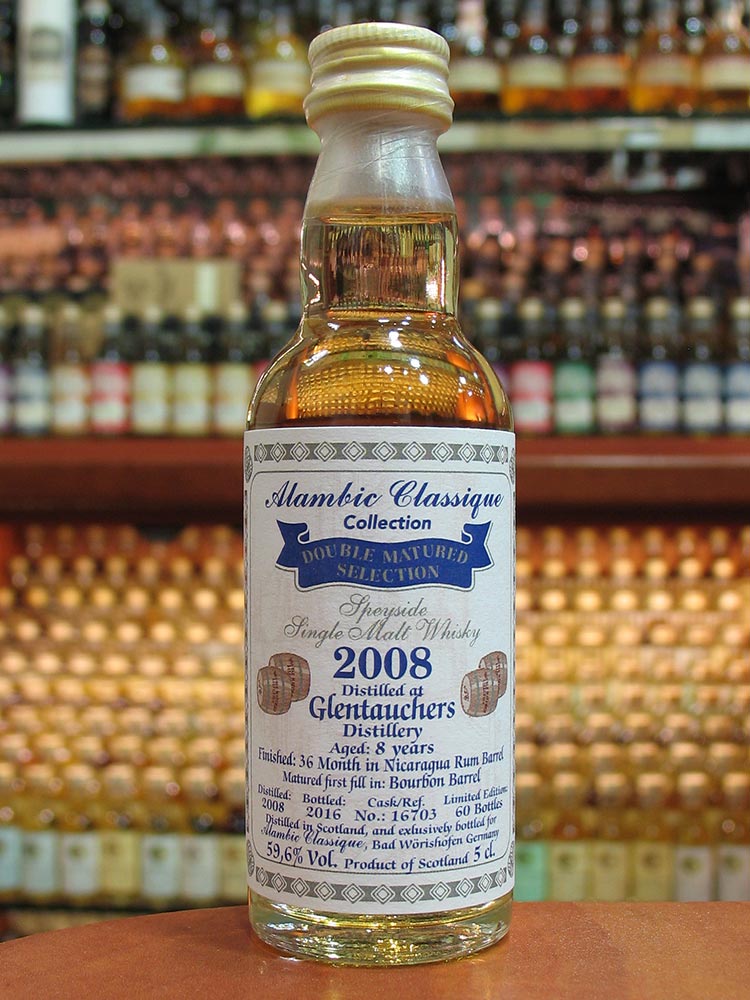 Alambic Classique
Collection
DOUBLE MATURED
SELECTION
Speyside
Single Malt Whisky
2008
Distilled at
Glentauchers
Distillery
Aged: 8 years
Finished: 36 Month in Nicaragua Rum Barrel
Matured first fill in: Bourbon Barrel
Distilled: Bottled: Cask/Ref. Limited Edition:
2008 2016 No.: 16703 60 Bottles
Distilled in Scotland, and exlusively bottled for
Alambic Classique, Bad Wörishofen Germany
59,6% Vol. Product of Scotland 5 cl.